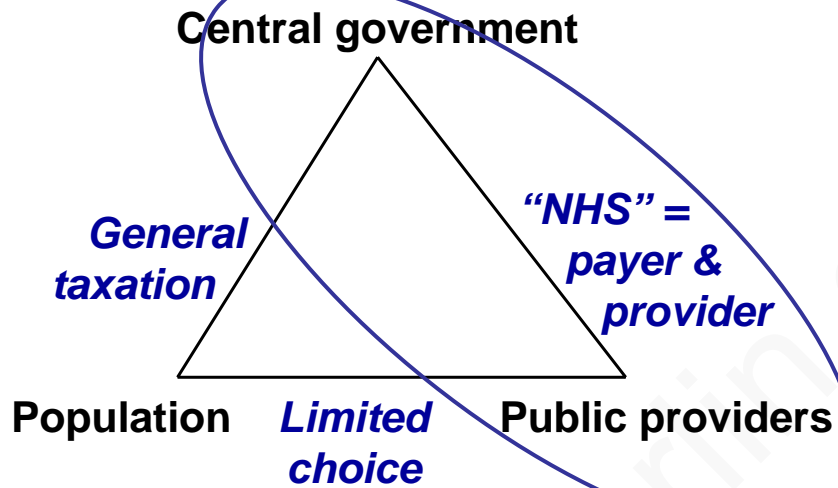 Central government
General
taxation
“NHS” =
payer &
provider
Population
Limited
choice
Public providers